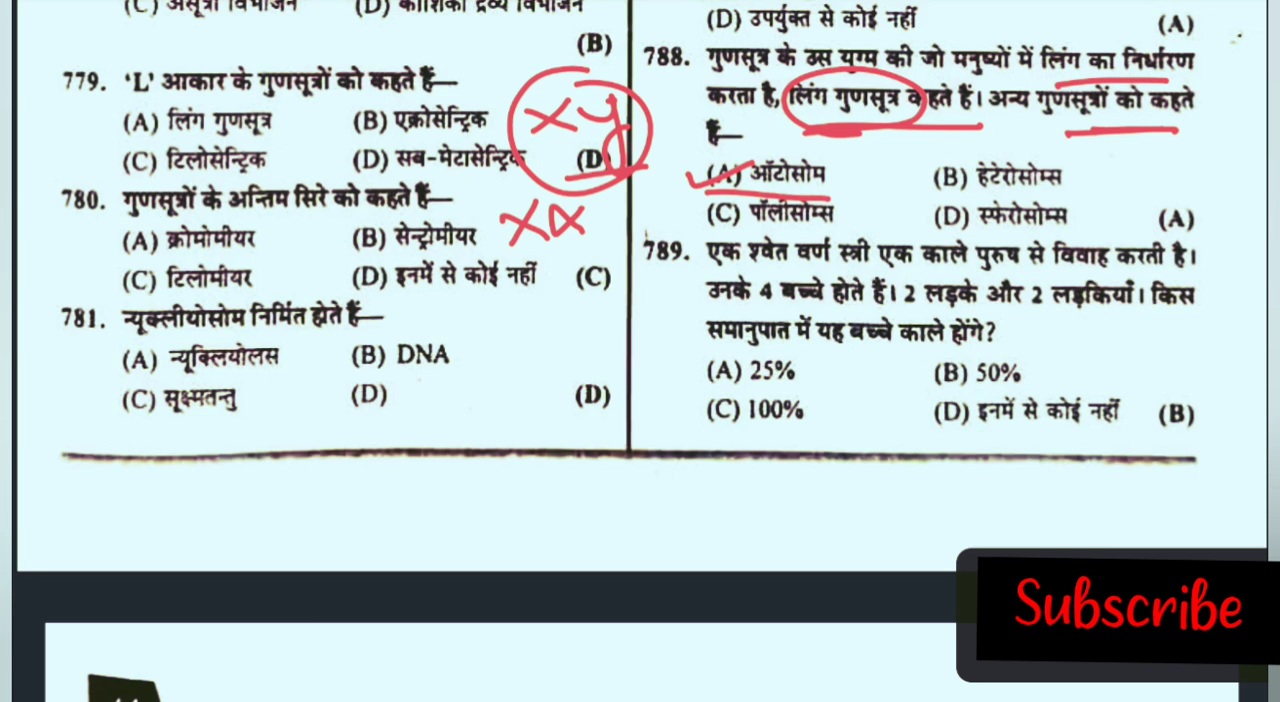 (C) असूत्री विभाजन (D) कोशिका द्रव्य विभाजन
(B)
779. ‘L’ आकार के गुणसूत्रों को कहते हैं—
(A) लिंग गुणसूत्र (B) एक्रोसेन्ट्रिक
(C) टिलोसेन्ट्रिक (D) सब-मेटासेन्ट्रिक (D)
780. गुणसूत्रों के अन्तिम सिरे को कहते हैं—
(A) क्रोमोमीयर (B) सेन्ट्रोमीयर
(C) टिलोमीयर (D) इनमें से कोई नहीं (C)
781. न्यूक्लीयोसोम निर्मित होते हैं—
(A) न्यूक्लियोलस (B) DNA
(C) सूक्ष्मतन्तु (D) (D)
xy
xx
(D) उपर्युक्त से कोई नहीं (A)
788. गुणसूत्र के उस युग्म की जो मनुष्यों में लिंग का निर्धारण
करता है, लिंग गुणसूत्र कहते हैं। अन्य गुणसूत्रों को कहते
हैं—
(A) ऑटोसोम (B) हेटेरोसोम्स
(C) पॉलीसोम्स (D) स्फेरोसोम्स (A)
789. एक श्वेत वर्ण स्त्री एक काले पुरुष से विवाह करती है।
उनके 4 बच्चे होते हैं। 2 लड़के और 2 लड़कियाँ। किस
समानुपात में यह बच्चे काले होंगे?
(A) 25% (B) 50%
(C) 100% (D) इनमें से कोई नहीं (B)
Subscribe